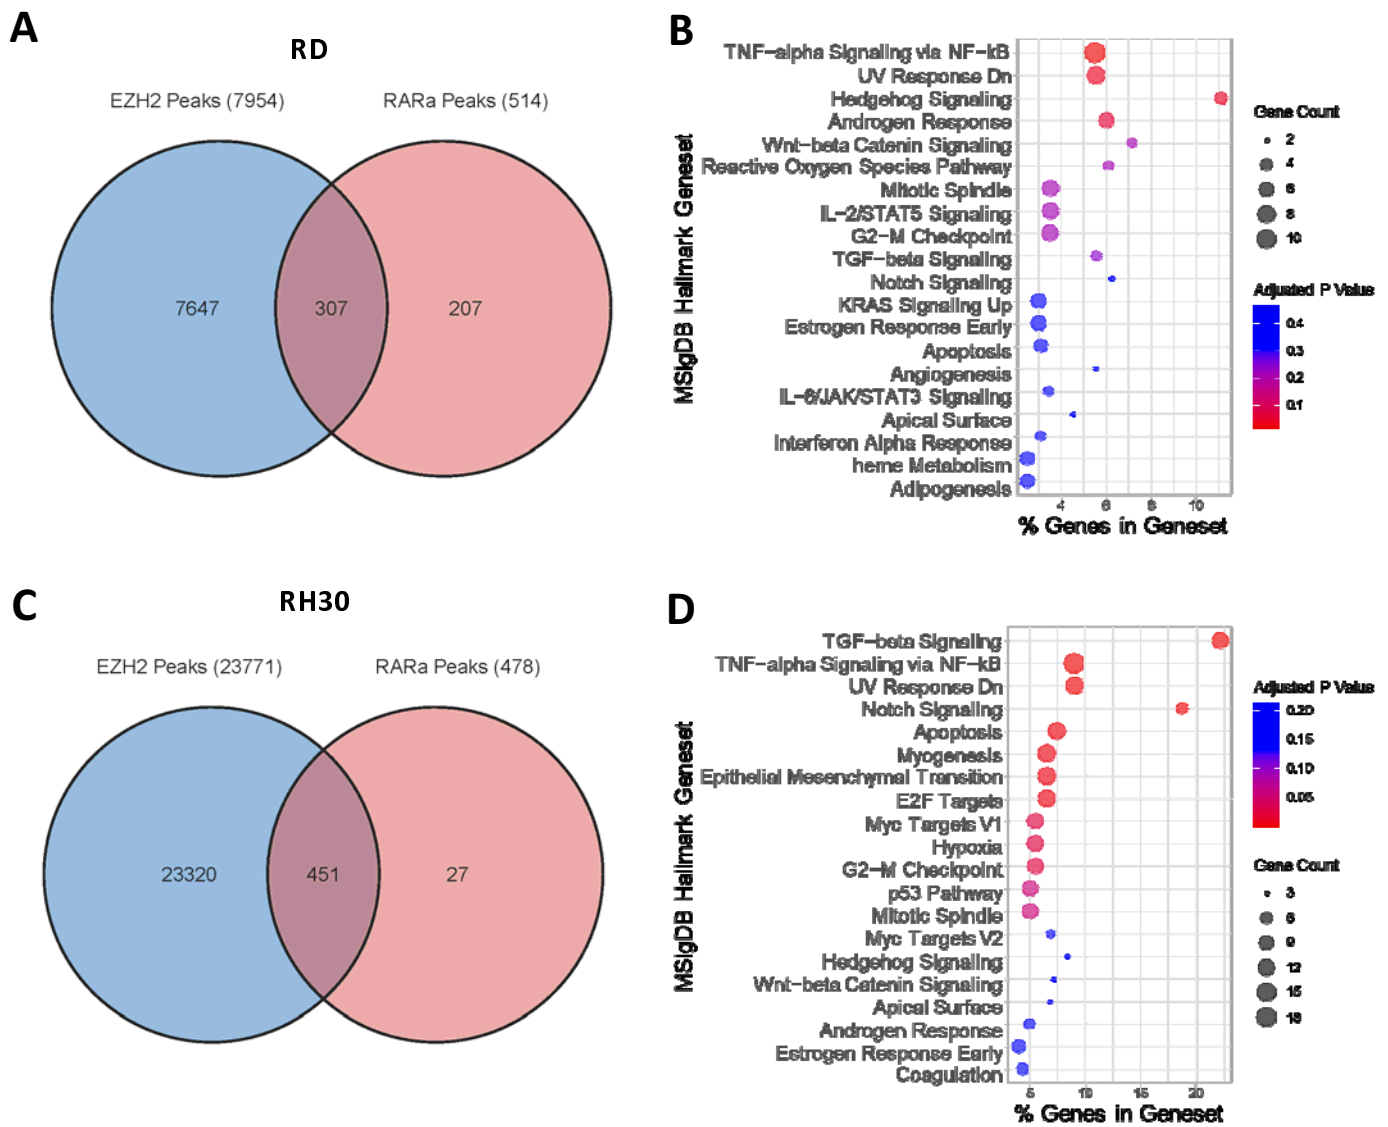 A
RD
EZH2 Peaks (7954)
RARa Peaks (514)
7647
307
207
B
TNF-alpha Signaling via NF-kB
UV Response Dn
Hedgehog Signaling
Androgen Response
Wnt-beta Catenin Signaling
Reactive Oxygen Species Pathway
Mitotic Spindle
IL-2/STAT5 Signaling
G2-M Checkpoint
TGF-beta Signaling
Notch Signaling
KRAS Signaling Up
Estrogen Response Early
Apoptosis
Angiogenesis
IL-6/JAK/STAT3 Signaling
Apical Surface
Interferon Alpha Response
heme Metabolism
Adipogenesis
MSigDB Hallmark Geneset
4 6 8 10
% Genes in Geneset
Gene Count
2
4
6
8
10
Adjusted P Value
0.4
0.3
0.2
0.1
C
RH30
EZH2 Peaks (23771)
RARa Peaks (478)
23320
451
27
D
TGF-beta Signaling
TNF-alpha Signaling via NF-kB
UV Response Dn
Notch Signaling
Apoptosis
Myogenesis
Epithelial Mesenchymal Transition
E2F Targets
Myc Targets V1
Hypoxia
G2-M Checkpoint
p53 Pathway
Mitotic Spindle
Myc Targets V2
Hedgehog Signaling
Wnt-beta Catenin Signaling
Apical Surface
Androgen Response
Estrogen Response Early
Coagulation
MSigDB Hallmark Geneset
5 10 15 20
% Genes in Geneset
Adjusted P Value
0.20
0.15
0.10
0.05
Gene Count
3
6
9
12
15
18